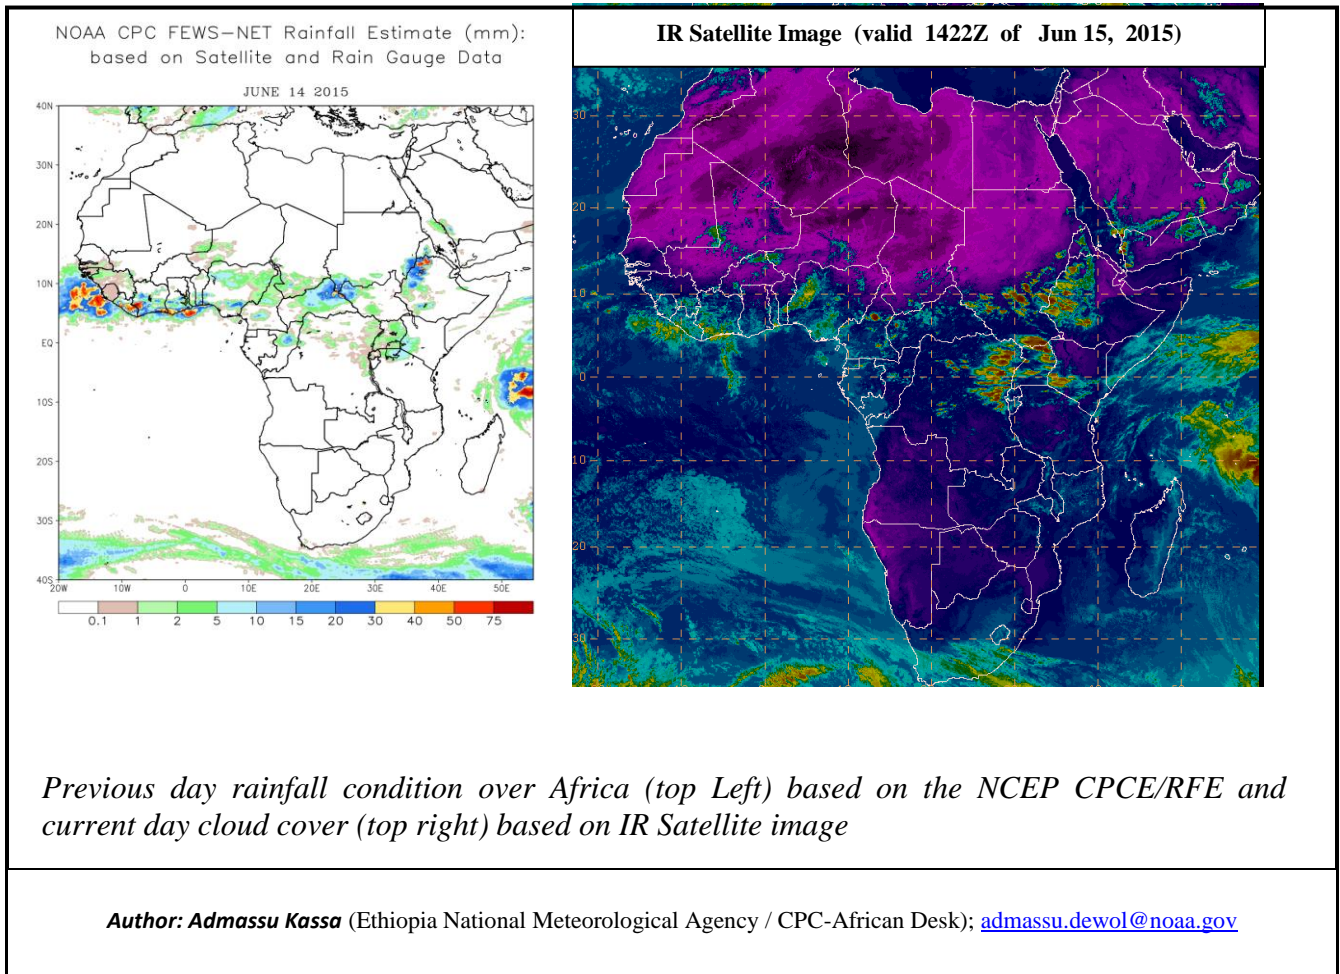 NOAA CPC FEWS-NET Rainfall Estimate (mm):
based on Satellite and Rain Gauge Data
JUNE 14 2015
40N
30N
20N
10N
EQ
10S
20S
30S
40S
20W 10W 0 10E 20E 30E 40E 50E
0.1 1 2 5 10 15 20 30 40 50 75
IR Satellite Image (valid 1422Z of Jun 15, 2015)
30
20
10
0
10
20
30
Previous day rainfall condition over Africa (top Left) based on the NCEP CPCE/RFE and
current day cloud cover (top right) based on IR Satellite image
Author: Admassu Kassa (Ethiopia National Meteorological Agency / CPC-African Desk); admassu.dewol@noaa.gov